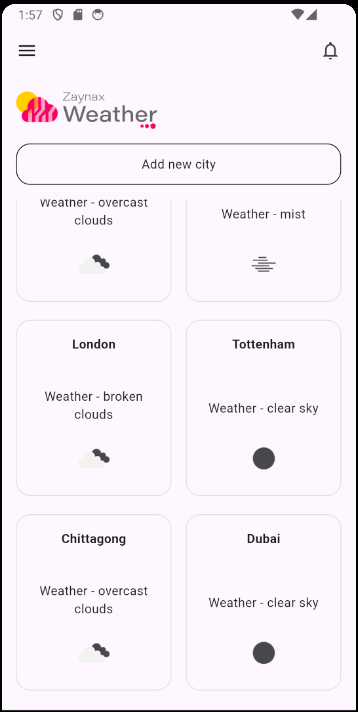 1:57
Zaynax
Weather
Add new city
Weather - overcast
clouds
Weather - mist
London
Tottenham
Weather - broken
clouds
Weather - clear sky
Chittagong
Dubai
Weather - overcast
clouds
Weather - clear sky